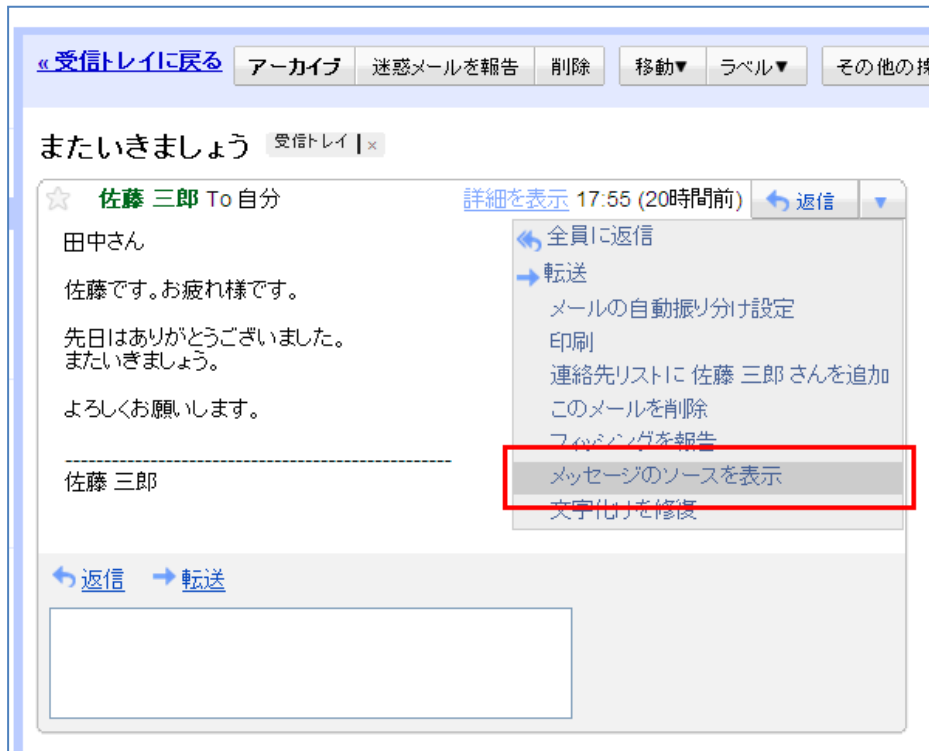 «受信トレイに戻る アーカイブ 迷惑メールを報告 削除 移動▼ ラベル▼ その他の
またいきましょう 受信トレイ ×
佐藤 三郎 To 自分 詳細を表示 17:55 (20時間前) 返信 ▼
田中さん
佐藤です。お疲れ様です。
先日はありがとうございました。
またいきましょう。
よろしくお願いします。
--------------------------------------------------
佐藤 三郎
全員に返信
転送
メールの自動振り分け設定
印刷
連絡先リストに 佐藤 三郎 さんを追加
このメールを削除
フィッシングを報告
メッセージのソースを表示
文字化けを修復
返信 転送